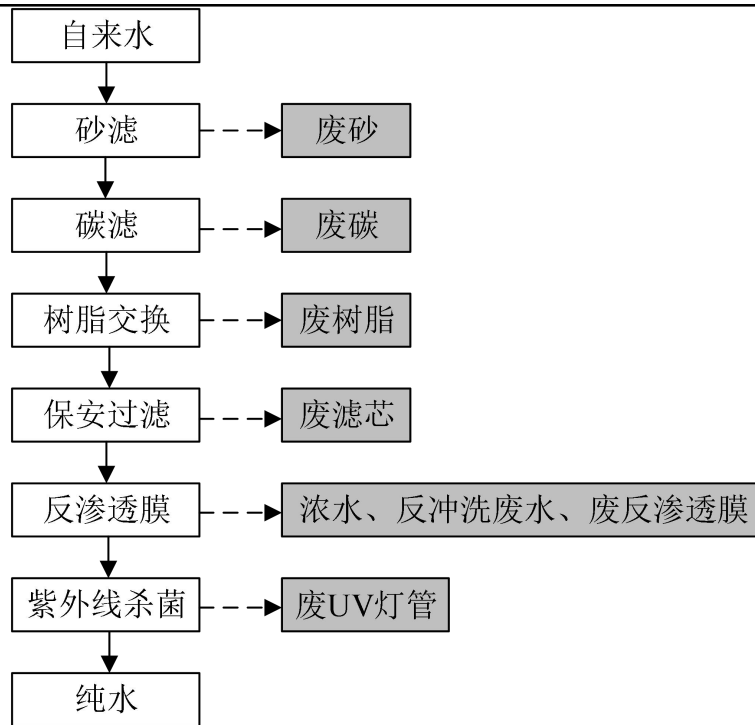 自来水
砂滤
废砂
碳滤
废碳
树脂交换
废树脂
保安过滤
废滤芯
反渗透膜
浓水、反冲洗废水、废反渗透膜
紫外线杀菌
废UV灯管
纯水